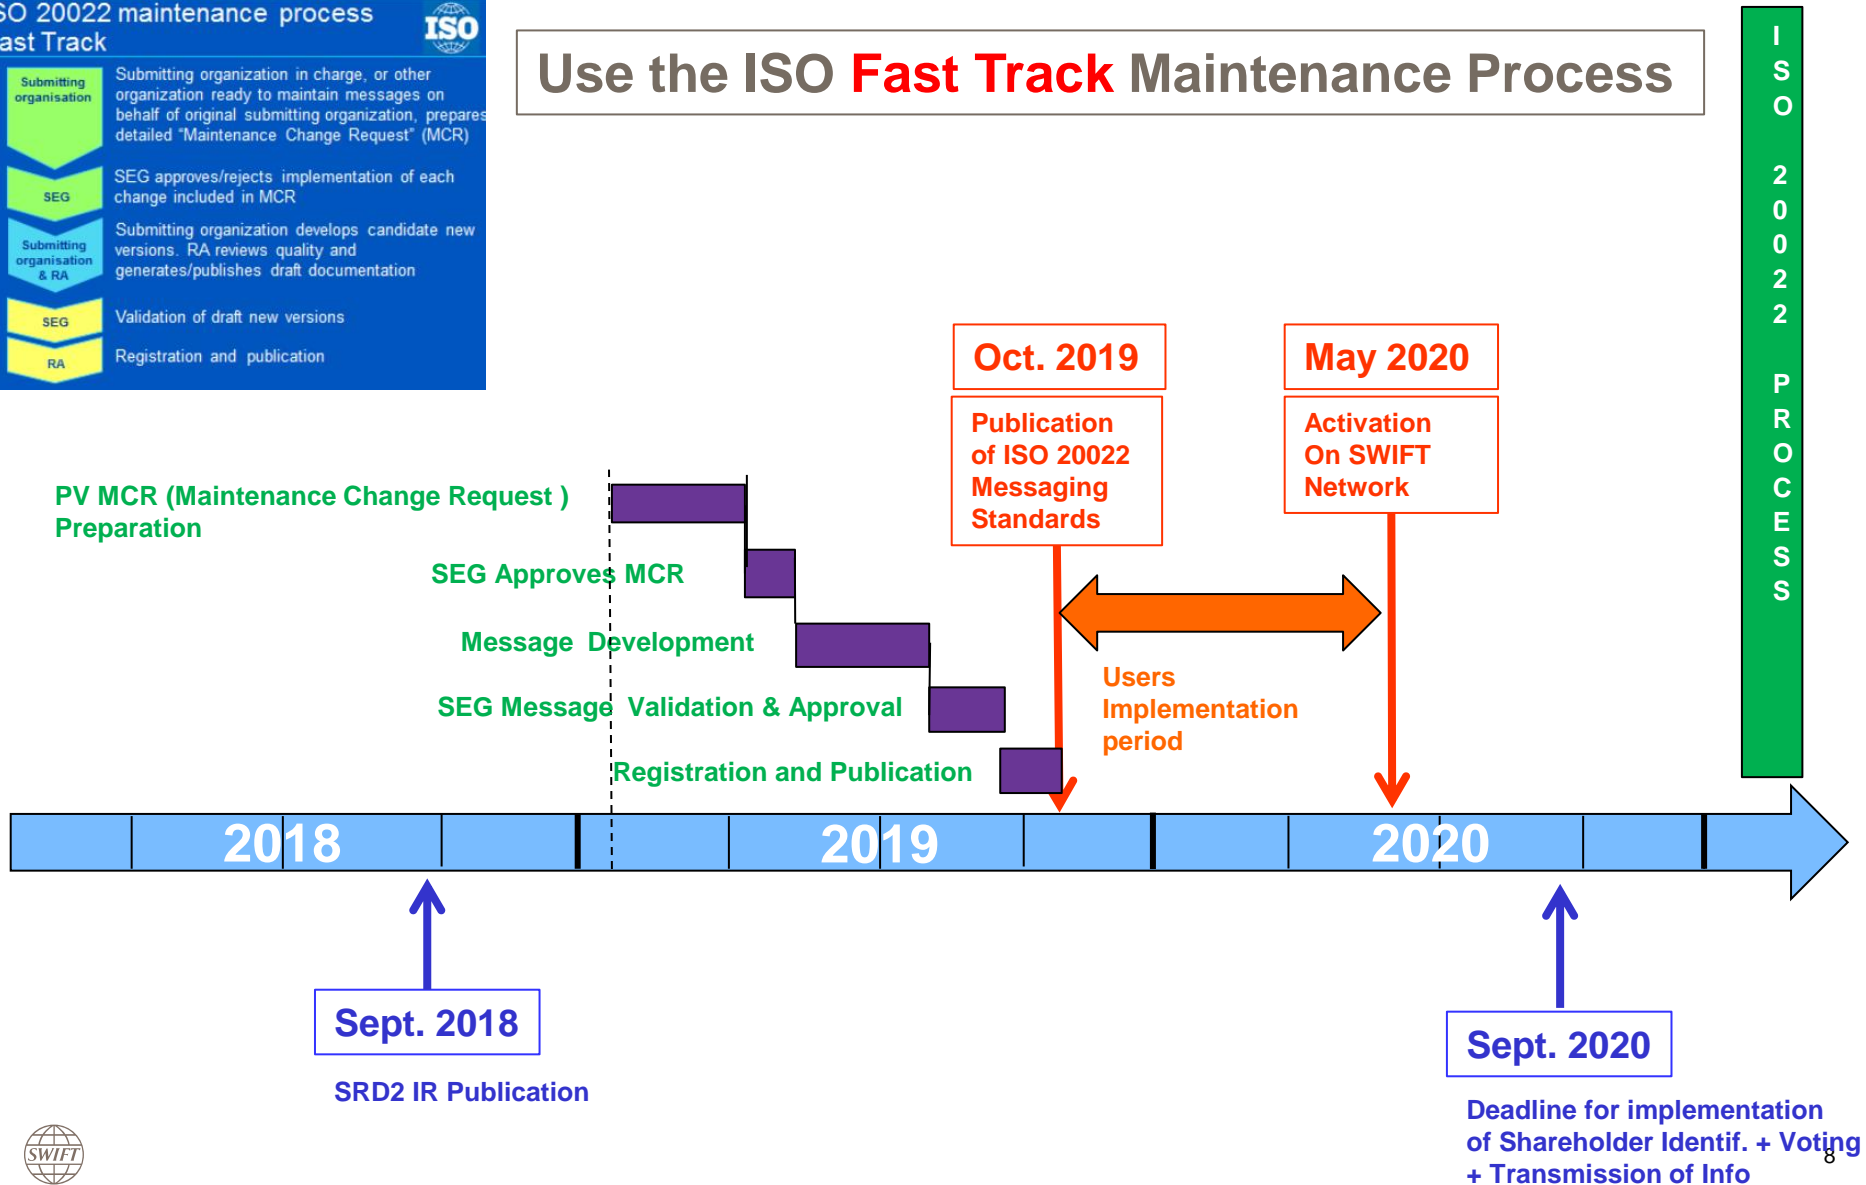 SO 20022 maintenance process
ast Track
ISO
Submitting
organisation
Submitting organization in charge, or other
organization ready to maintain messages on
behalf of original submitting organization, prepares
detailed “Maintenance Change Request” (MCR)
SEG
SEG approves/rejects implementation of each
change included in MCR
Submitting
organisation
& RA
Submitting organization develops candidate new
versions. RA reviews quality and
generates/publishes draft documentation
SEG
Validation of draft new versions
RA
Registration and publication
Use the ISO Fast Track Maintenance Process
ISO 20022 PROCESS
Oct. 2019
Publication
of ISO 20022
Messaging
Standards
May 2020
Activation
On SWIFT
Network
PV MCR (Maintenance Change Request )
Preparation
SEG Approves MCR
Message Development
SEG Message Validation & Approval
Registration and Publication
Users
Implementation
period
2018
2019
2020
Sept. 2018
SRD2 IR Publication
Sept. 2020
Deadline for implementation
of Shareholder Identif. + Voting
+ Transmission of Info
SWIFT
8